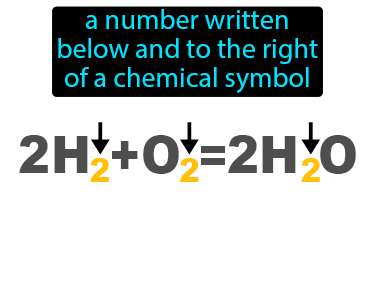 a number written
below and to the right
of a chemical symbol
2H₂+O₂=2H₂O